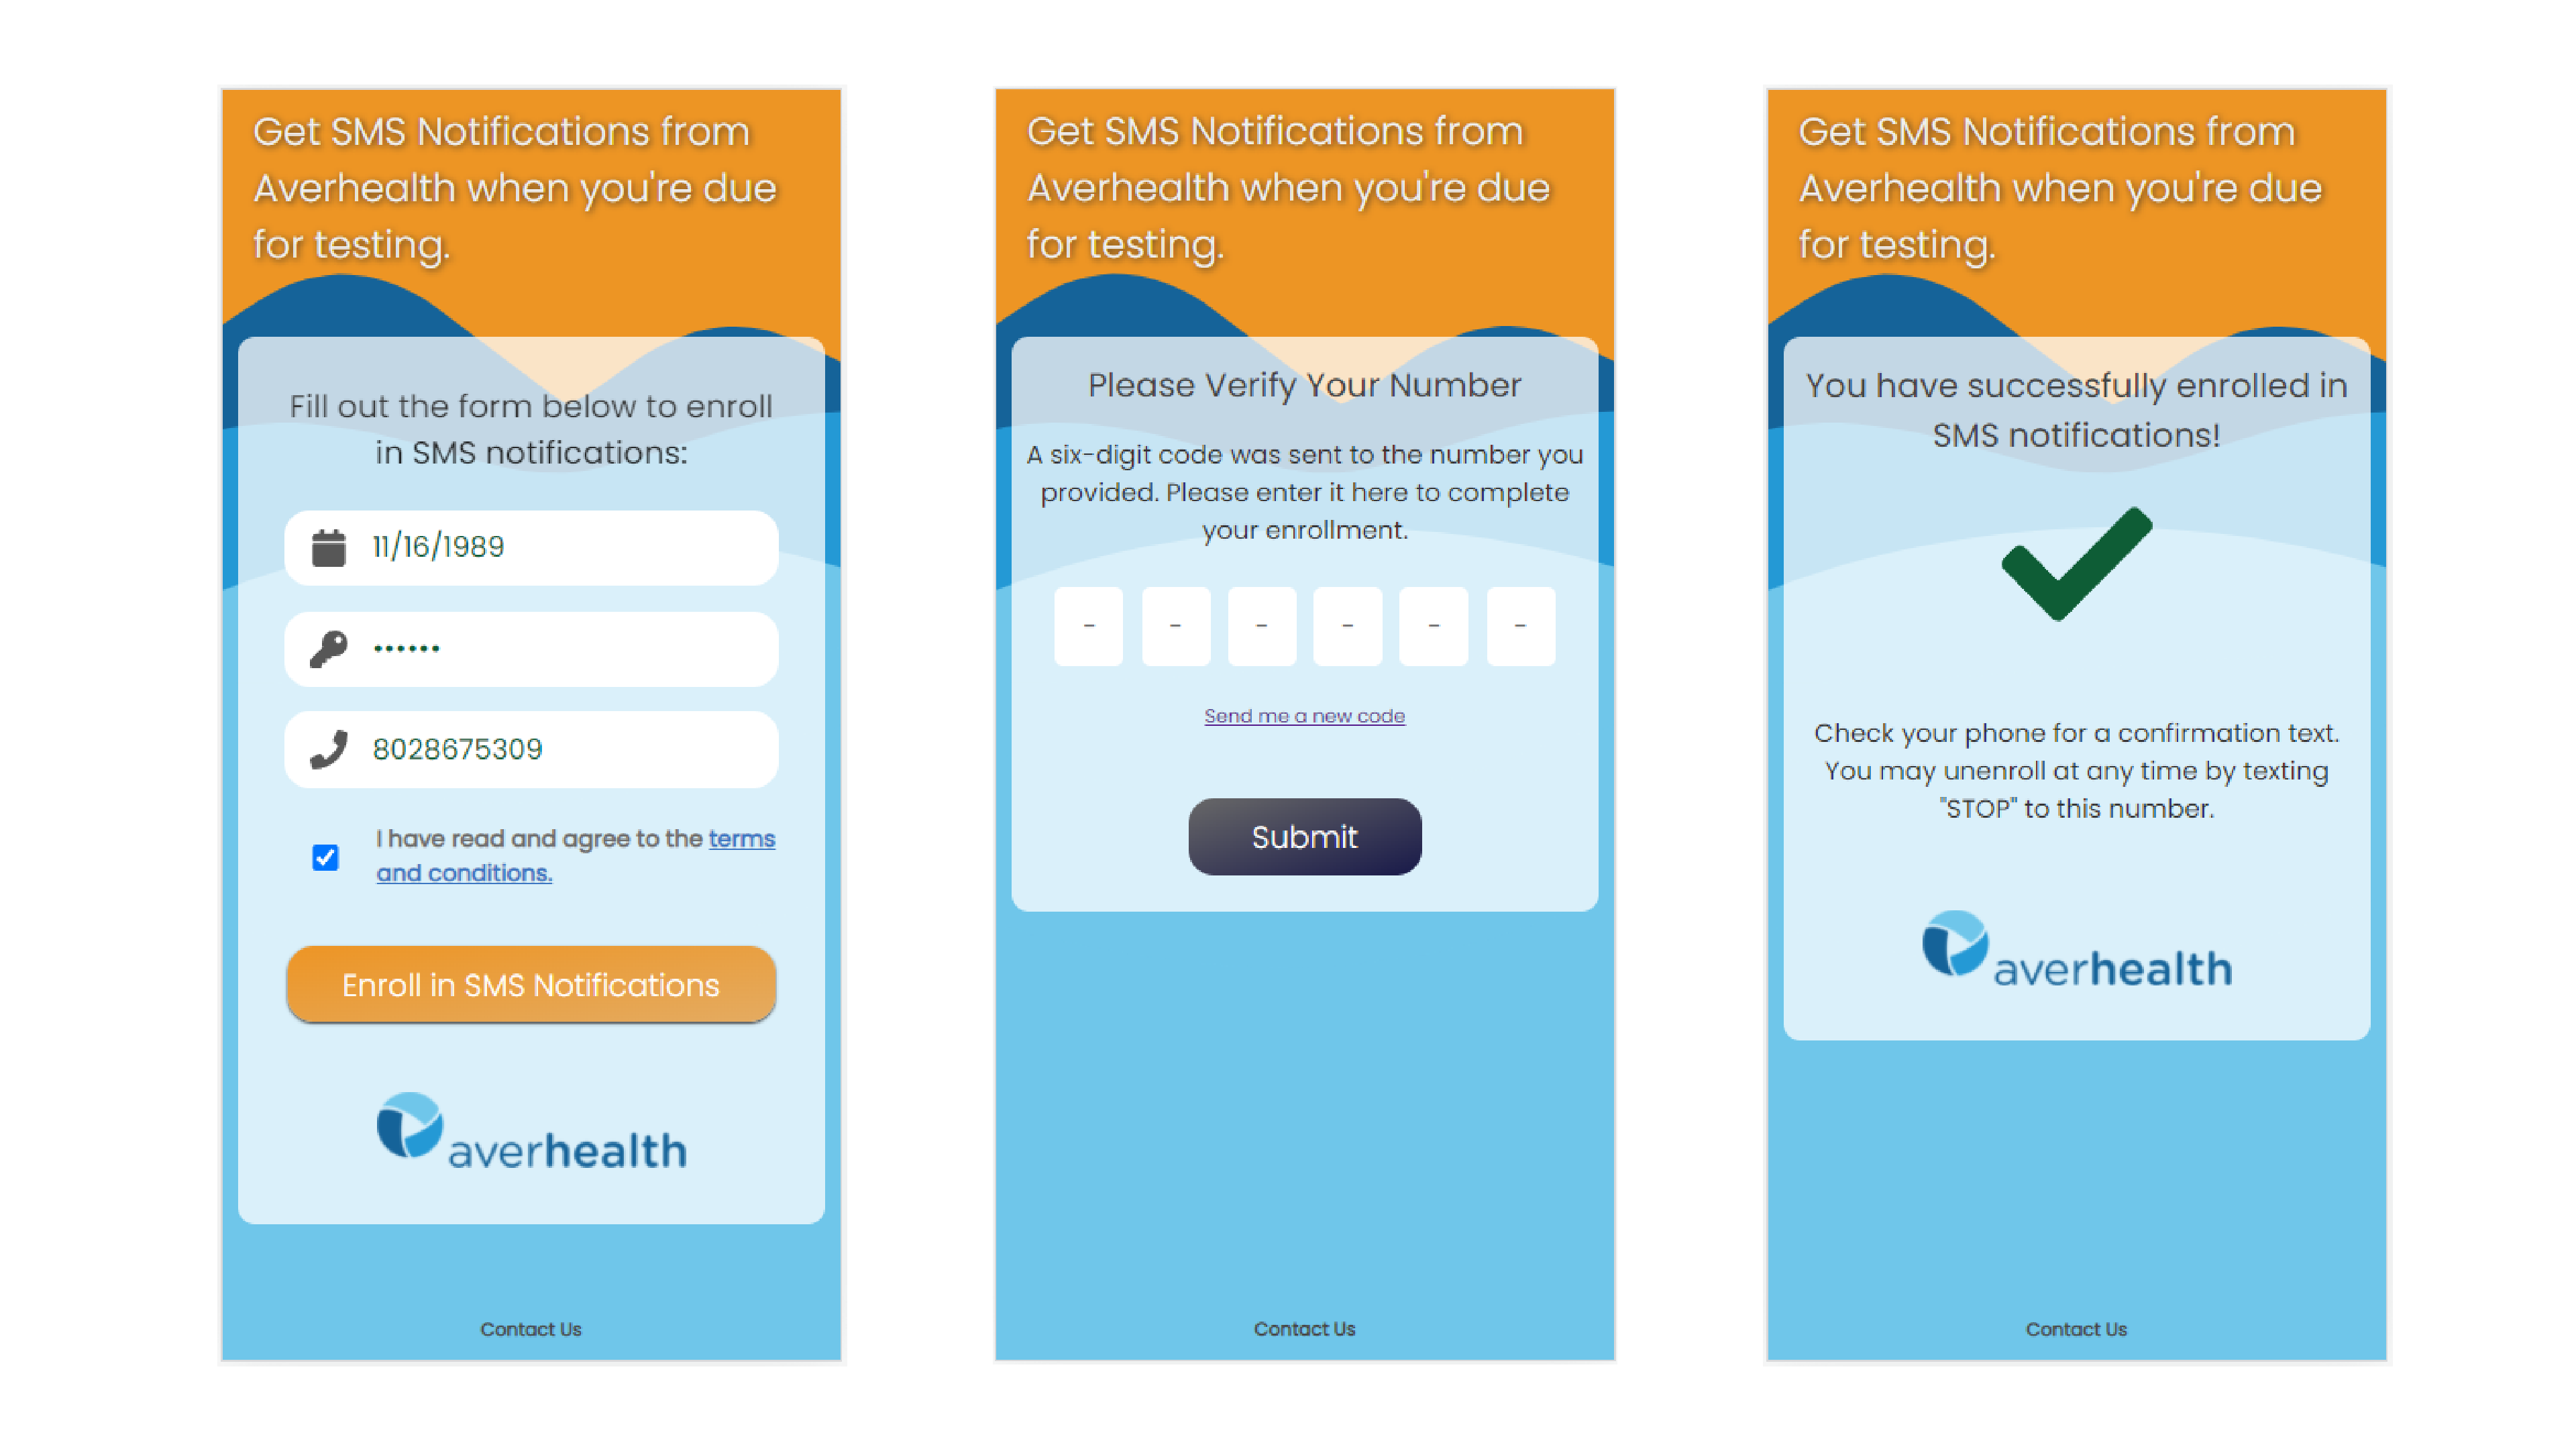 Get SMS Notifications from
Averhealth when you're due
for testing.
Fill out the form below to enroll
in SMS notifications:
11/16/1989
••••••
8028675309
I have read and agree to the terms
and conditions.
Enroll in SMS Notifications
averhealth
Contact Us
Get SMS Notifications from
Averhealth when you're due
for testing.
Please Verify Your Number
A six-digit code was sent to the number you
provided. Please enter it here to complete
your enrollment.
- - - - - -
Send me a new code
Submit
Contact Us
Get SMS Notifications from
Averhealth when you're due
for testing.
You have successfully enrolled in
SMS notifications!
Check your phone for a confirmation text.
You may unenroll at any time by texting
"STOP" to this number.
averhealth
Contact Us